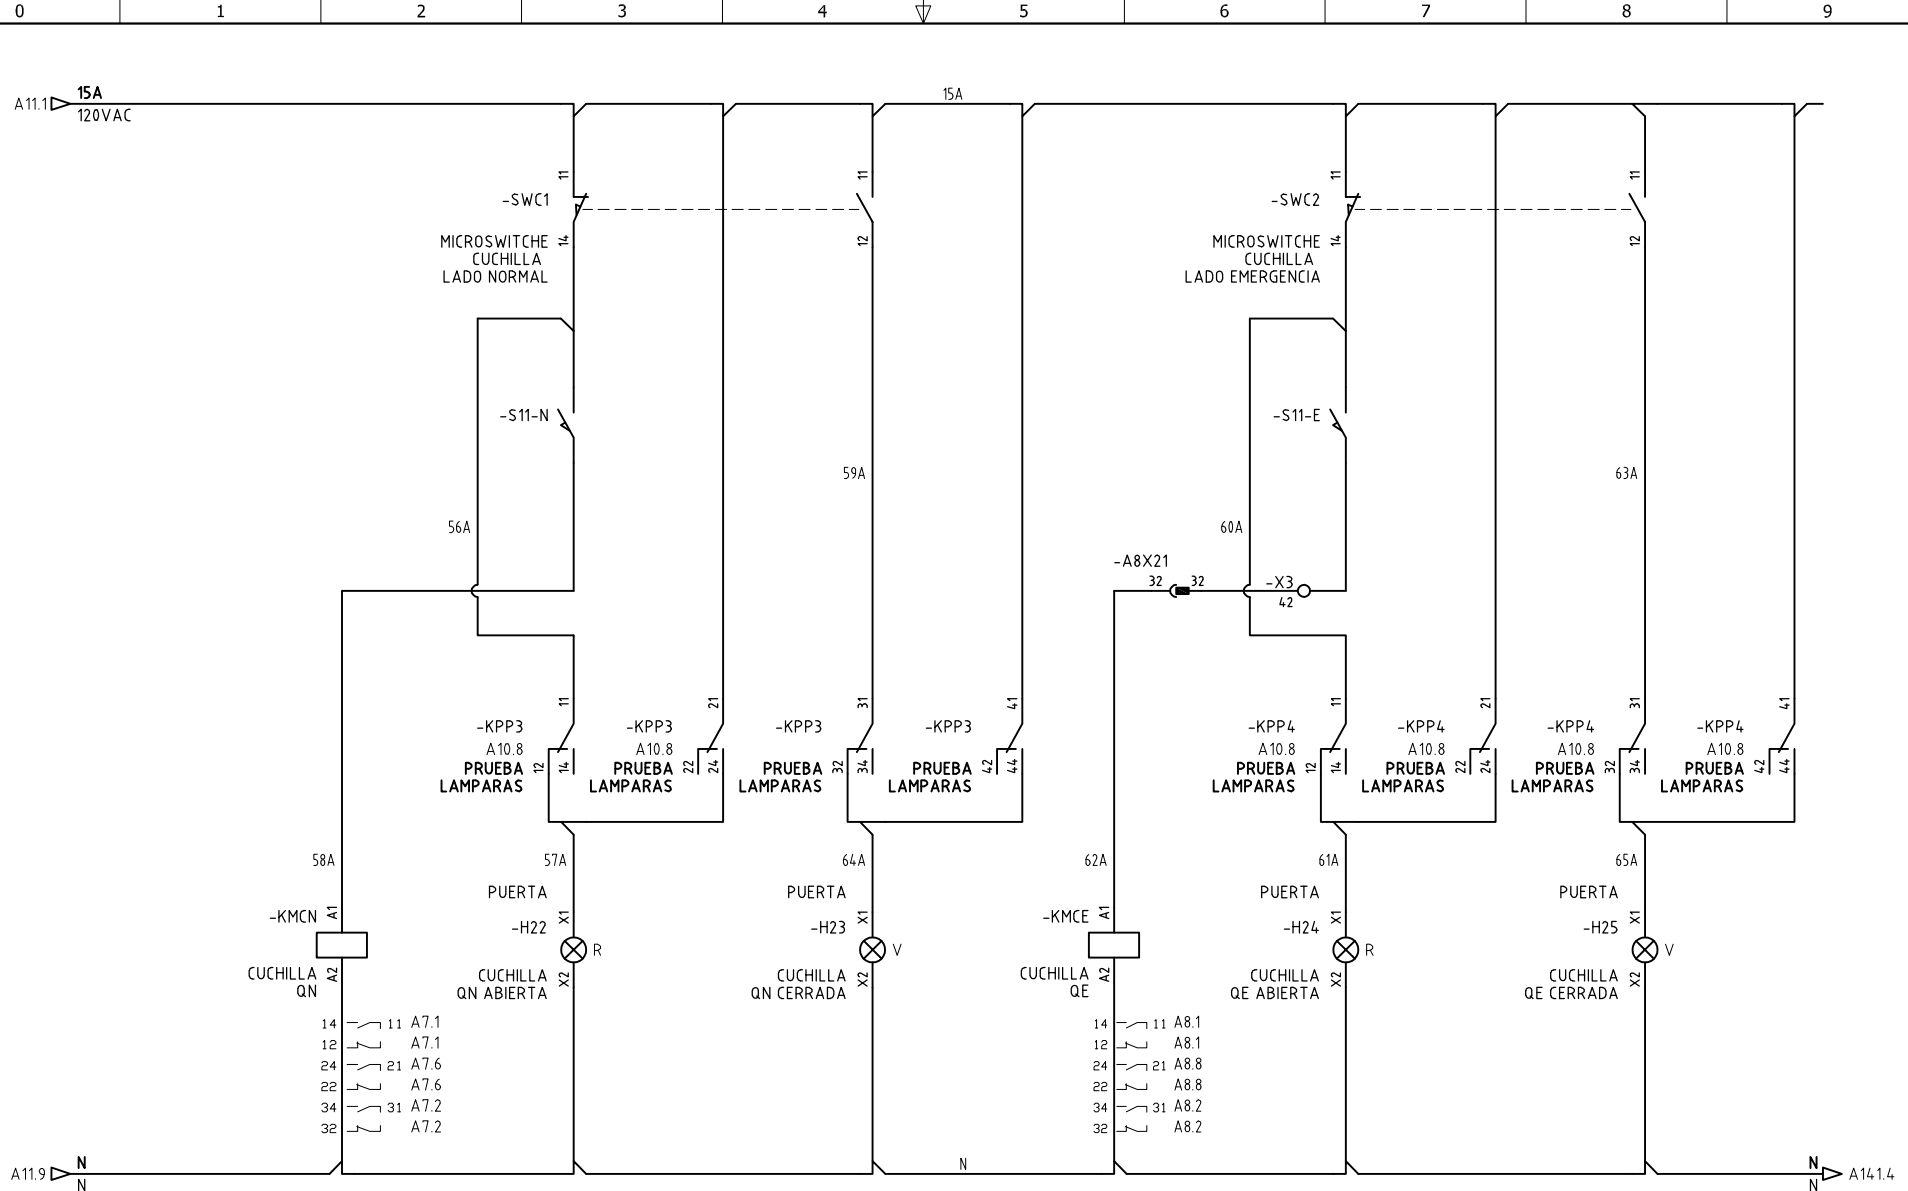 0 1 2 3 4 5 6 7 8 9
A11.1 15A
120VAC
15A
11 11 11 11
-SWC1 -SWC2
14 12 14 12
MICROSWITCHE
CUCHILLA
LADO NORMAL
MICROSWITCHE
CUCHILLA
LADO EMERGENCIA
-S11-N -S11-E
59A 63A
56A 60A
-A8X21
32 32 -X3
42
11 21 31 41 11 21 31 41
-KPP3 -KPP3 -KPP3 -KPP3 -KPP4 -KPP4 -KPP4 -KPP4
A10.8 A10.8 A10.8 A10.8 A10.8 A10.8
PRUEBA 12 14 PRUEBA 22 24 PRUEBA 32 34 PRUEBA 42 44 PRUEBA 12 14 PRUEBA 22 24 PRUEBA 32 34 PRUEBA 42 44
LAMPARAS LAMPARAS LAMPARAS LAMPARAS LAMPARAS LAMPARAS LAMPARAS LAMPARAS
58A 57A 64A 62A 61A 65A
PUERTA PUERTA PUERTA PUERTA
-KMCN A1 X1 X1 -KMCE A1 X1 X1
-H22 -H23 -H24 -H25
R V R V
CUCHILLA A2
QN
CUCHILLA X2
QN ABIERTA
CUCHILLA X2
QN CERRADA
CUCHILLA A2
QE
CUCHILLA X2
QE ABIERTA
CUCHILLA X2
QE CERRADA
14 11 A7.1
12 A7.1
24 21 A7.6
22 A7.6
34 31 A7.2
32 A7.2
14 11 A8.1
12 A8.1
24 21 A8.8
22 A8.8
34 31 A8.2
32 A8.2
A11.9 N
N
N
N A141.4
N